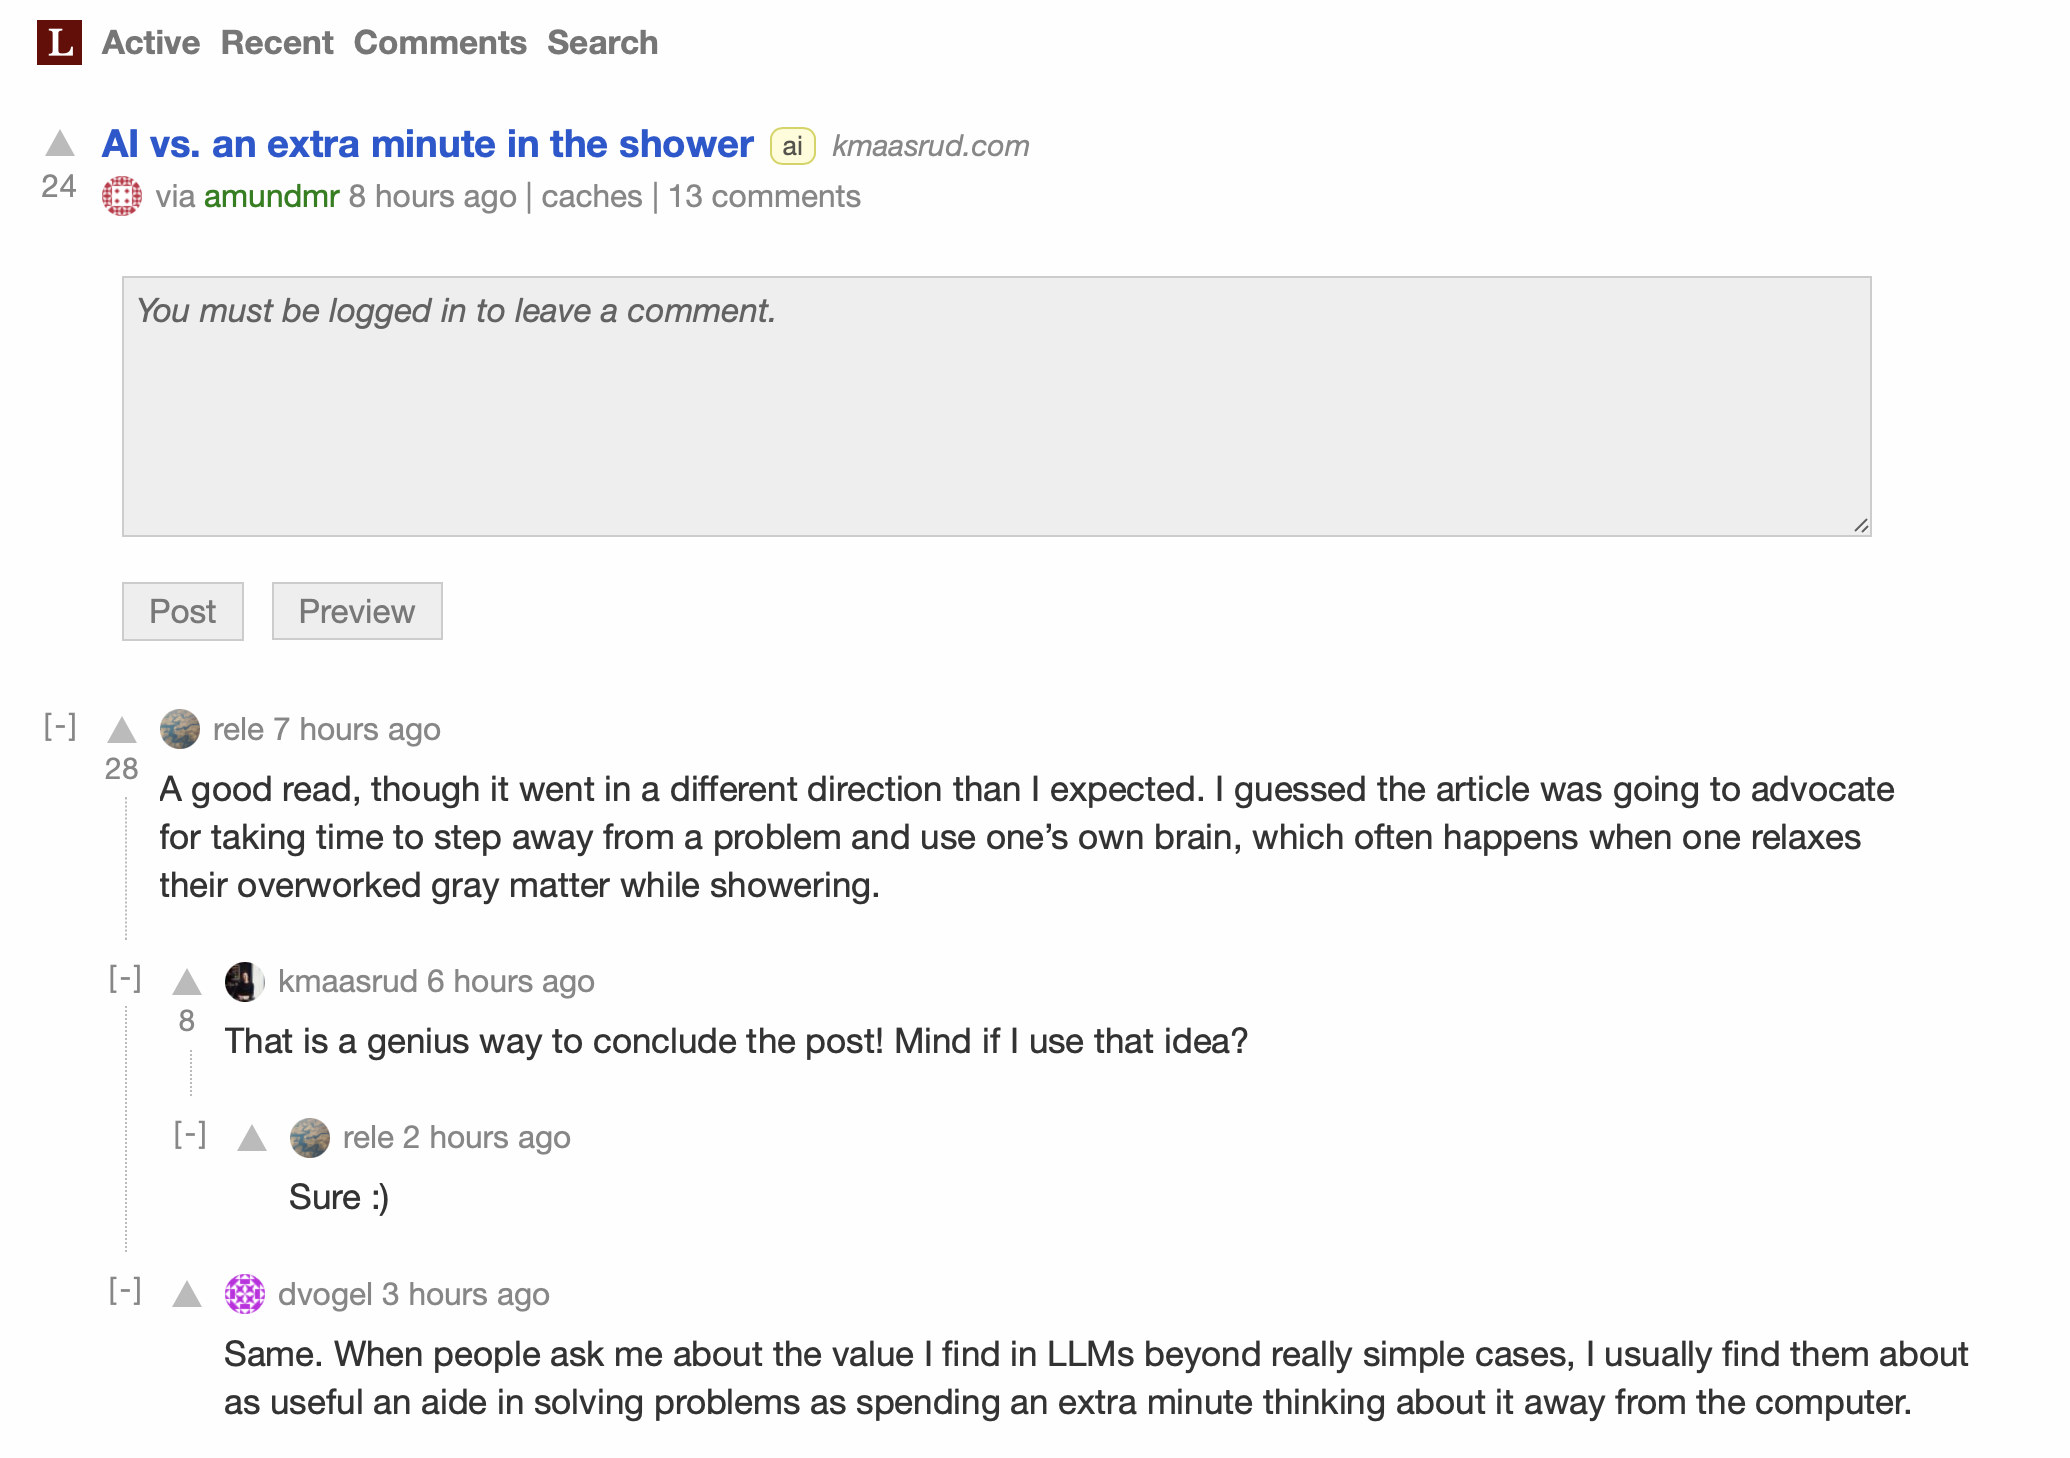 L Active Recent Comments Search
AI vs. an extra minute in the shower ai kmaasrud.com
24 via amundmr 8 hours ago | caches | 13 comments
You must be logged in to leave a comment.
Post Preview
[-] rele 7 hours ago
28
A good read, though it went in a different direction than I expected. I guessed the article was going to advocate
for taking time to step away from a problem and use one’s own brain, which often happens when one relaxes
their overworked gray matter while showering.
[-] kmaasrud 6 hours ago
8
That is a genius way to conclude the post! Mind if I use that idea?
[-] rele 2 hours ago
Sure :)
[-] dvogel 3 hours ago
Same. When people ask me about the value I find in LLMs beyond really simple cases, I usually find them about
as useful an aide in solving problems as spending an extra minute thinking about it away from the computer.